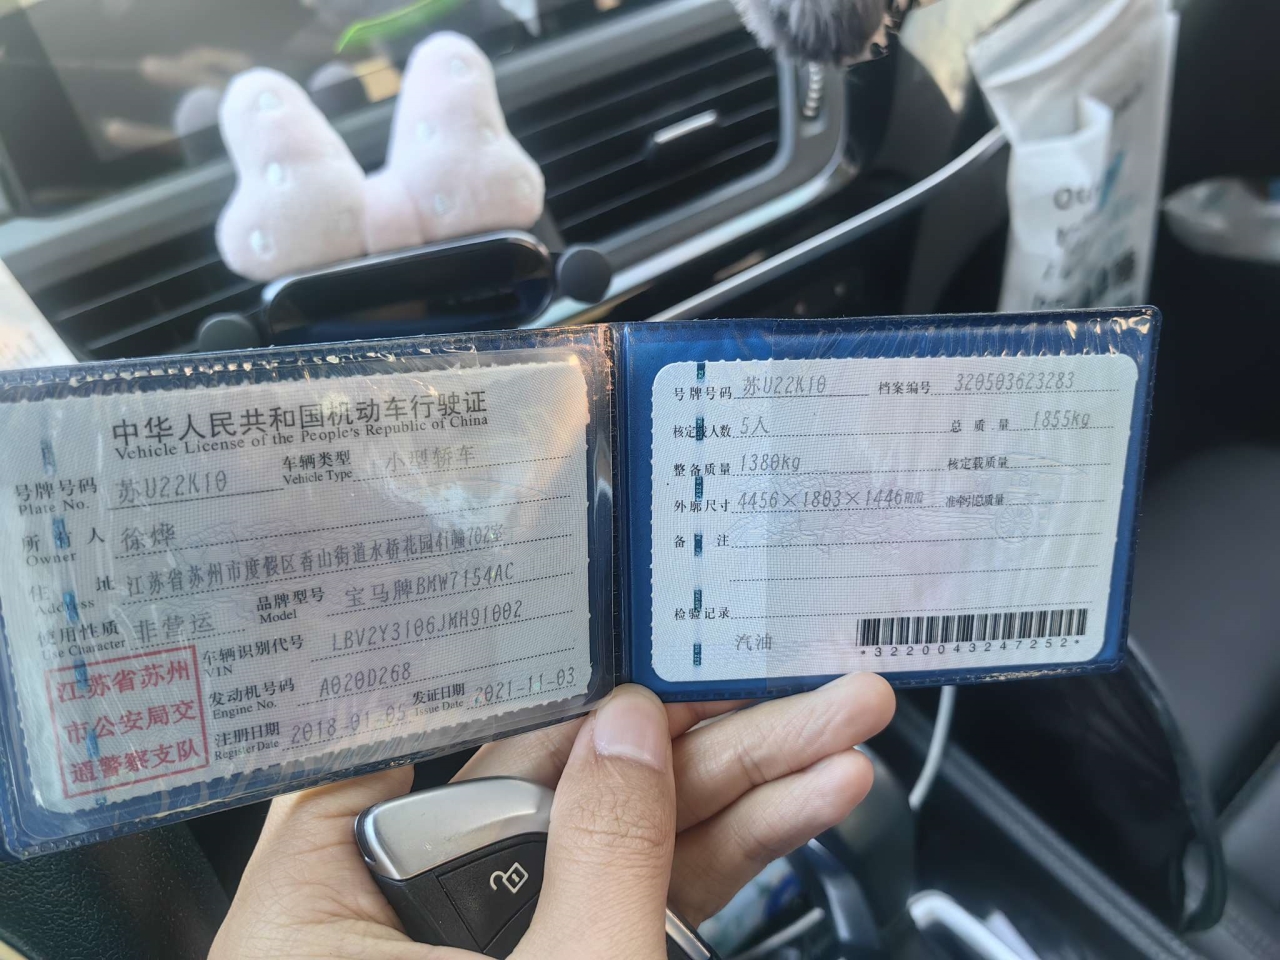 中华人民共和国机动车行驶证
Vehicle License of the People's Republic of China
号牌号码 苏U22K10 车辆类型 小型轿车
Plate No. Vehicle Type
所有人 徐烨
Owner
住址 江苏省苏州市度假区香山街道水桥花园41幢702室
Address
使用性质 非营运 品牌型号 宝马牌BMW7154AC
Use Character Model
车辆识别代号 LBV2Y3106JMH91002
VIN
发动机号码 A020D268
Engine No.
注册日期 2018-01-05 发证日期 2021-11-03
Register Date Issue Date
江苏省苏州
市公安局交
通警察支队
号牌号码 苏U22K10 档案编号 320503623283
核定载人数 5人 总质量 1855kg
整备质量 1380kg 核定载质量
外廓尺寸 4456×1803×1446mm 准牵引总质量
备注
检验记录
汽油
*3220043247252*